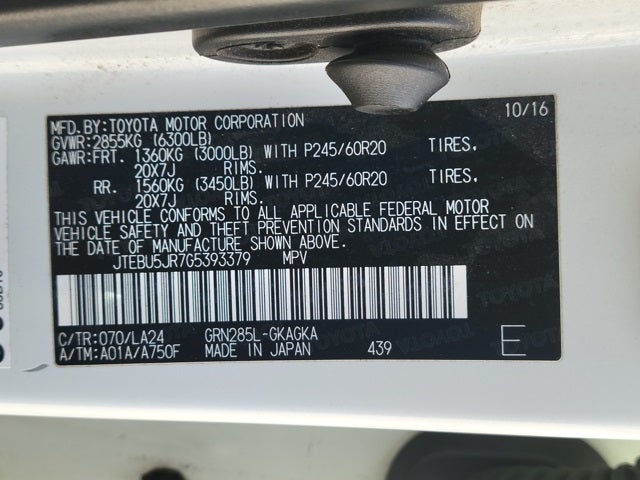 10/16
MFD.BY:TOYOTA MOTOR CORPORATION
GVWR:2855KG (6300LB)
GAWR:FRT. 1360KG (3000LB) WITH P245/60R20 TIRES.
20X7J RIMS.
RR. 1560KG (3450LB) WITH P245/60R20 TIRES.
20X7J RIMS.
THIS VEHICLE CONFORMS TO ALL APPLICABLE FEDERAL MOTOR
VEHICLE SAFETY AND THEFT PREVENTION STANDARDS IN EFFECT ON
THE DATE OF MANUFACTURE SHOWN ABOVE.
JTEBU5JR7G5393379 MPV
C/TR:070/LA24 GRN285L-GKAGKA
A/TM:A01A/A750F MADE IN JAPAN 439 E